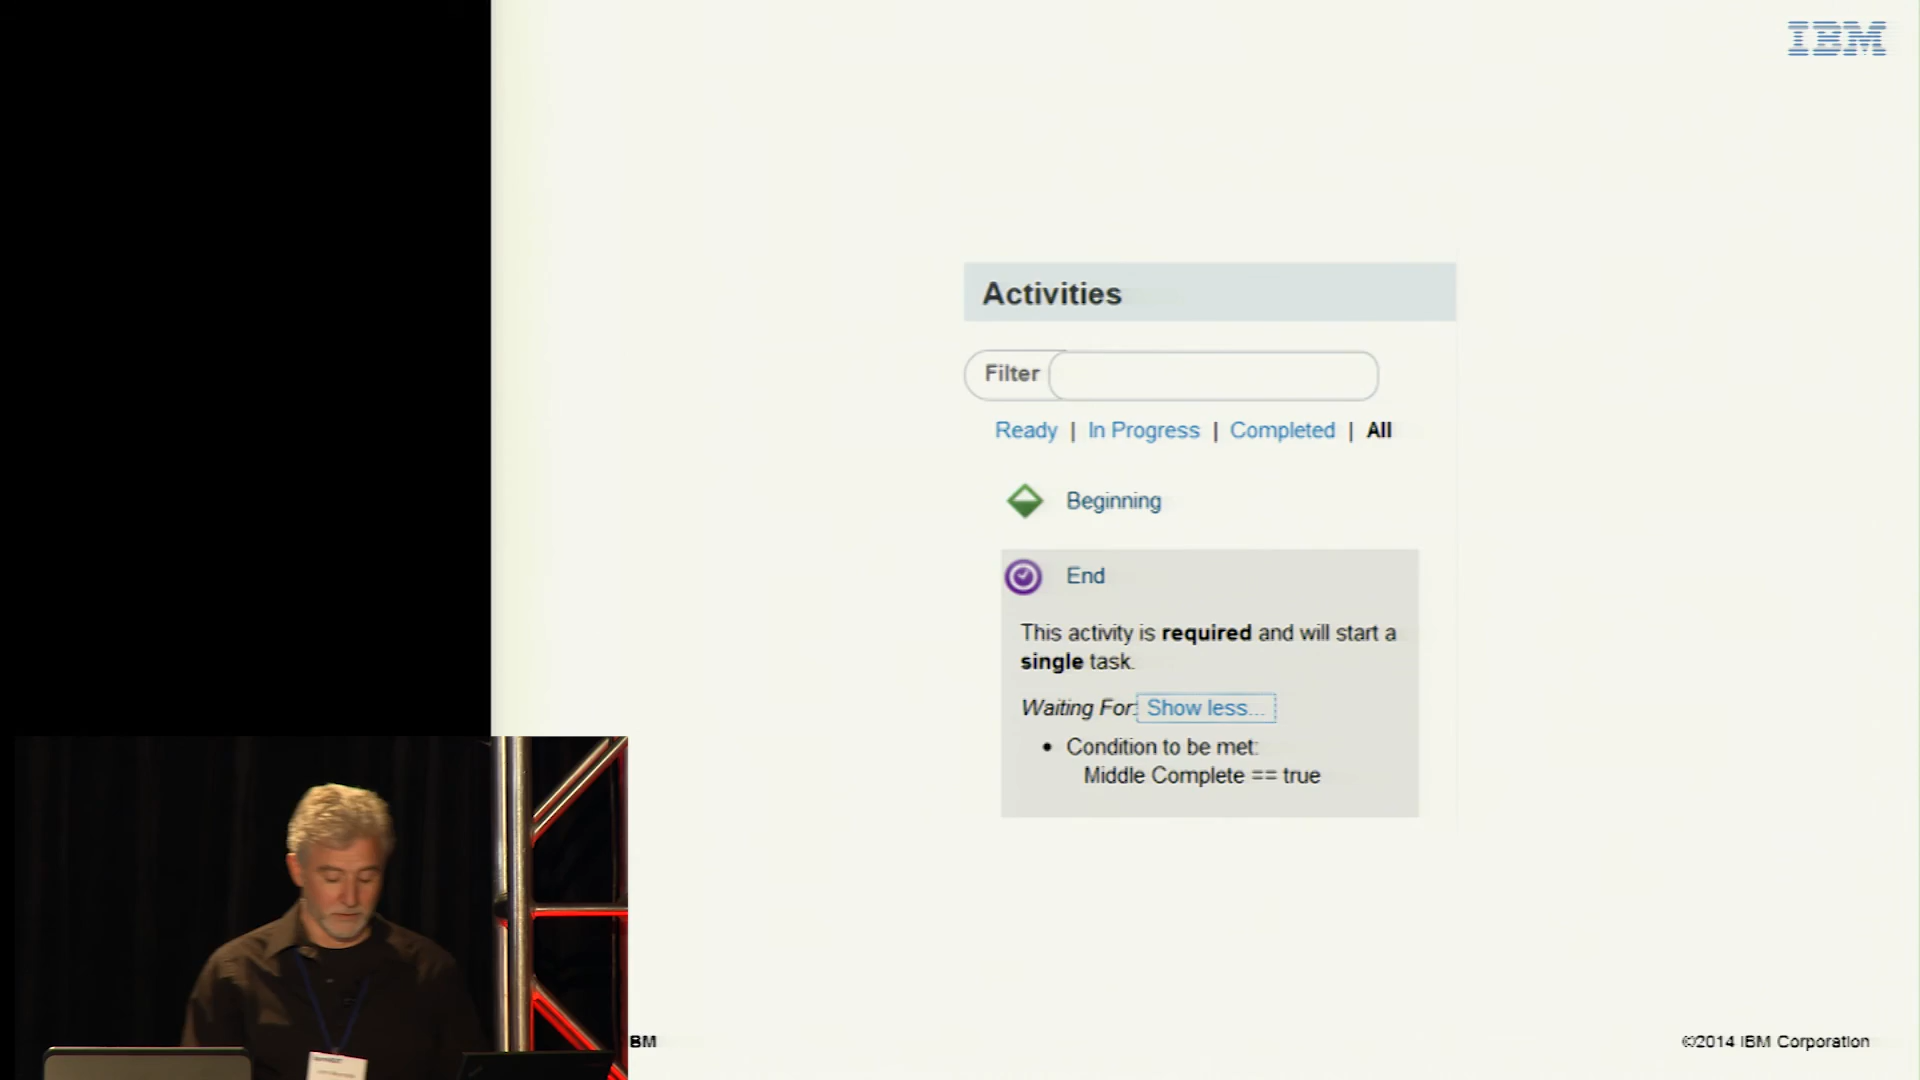 IBM
Activities
Filter
Ready | In Progress | Completed | All
Beginning
End
This activity is required and will start a
single task.
Waiting For: Show less...
• Condition to be met:
Middle Complete == true
BM
©2014 IBM Corporation